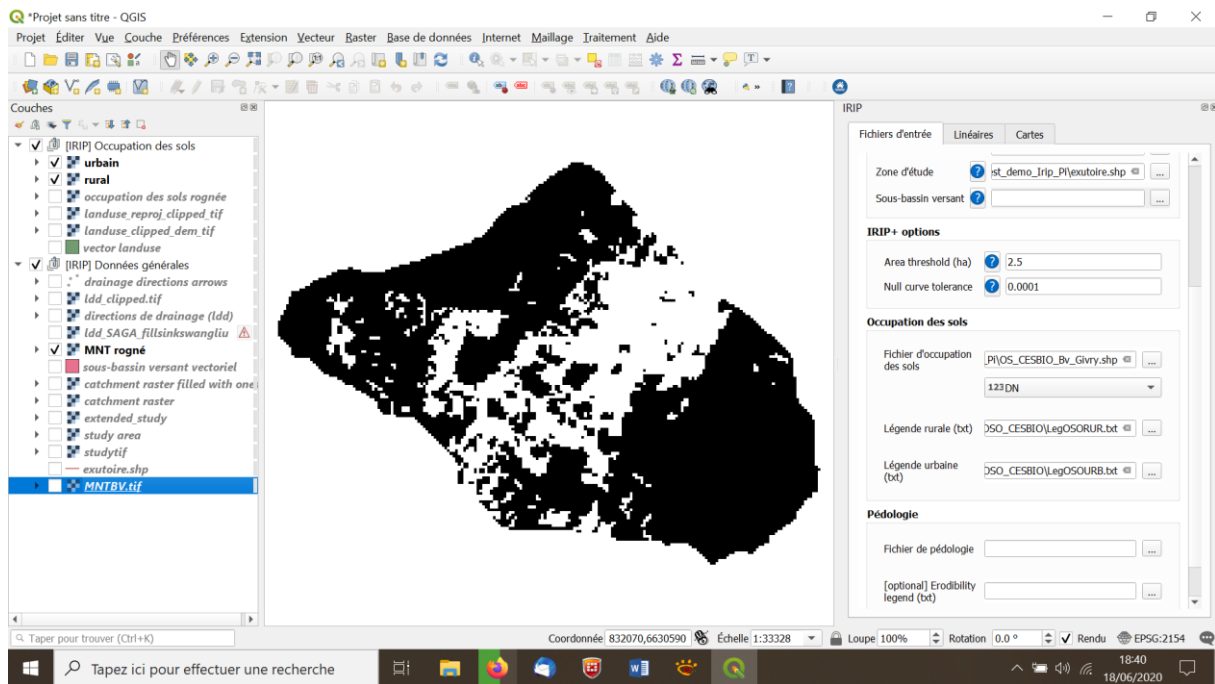 *Projet sans titre - QGIS
Projet Éditer Vue Couche Préférences Extension Vecteur Raster Base de données Internet Maillage Traitement Aide
Couches
[IRIP] Occupation des sols
urbain
rural
occupation des sols rognée
landuse_reproj_clipped_tif
landuse_clipped_dem_tif
vector landuse
[IRIP] Données générales
drainage directions arrows
ldd_clipped.tif
directions de drainage (ldd)
ldd_SAGA_fillsinkswangliu
MNT rogné
sous-bassin versant vectoriel
catchment raster filled with one
catchment raster
extended_study
study area
studytif
exutoire.shp
MNTBV.tif
IRIP
Fichiers d'entrée Linéaires Cartes
Zone d'étude ? st_demo_Irip_Pi\exutoire.shp ...
Sous-bassin versant ? ...
IRIP+ options
Area threshold (ha) ? 2.5
Null curve tolerance ? 0.0001
Occupation des sols
Fichier d'occupation
des sols
_Pi\OS_CESBIO_Bv_Givry.shp ...
123 DN
Légende rurale (txt) OSO_CESBIO\LegOSORUR.txt ...
Légende urbaine
(txt)
OSO_CESBIO\LegOSOURB.txt ...
Pédologie
Fichier de pédologie ...
[optional] Erodibility
legend (txt)
...
Taper pour trouver (Ctrl+K) Coordonnée 832070,6630590 Échelle 1:33328 Loupe 100% Rotation 0.0 ° Rendu EPSG:2154
Tapez ici pour effectuer une recherche
18:40
18/06/2020